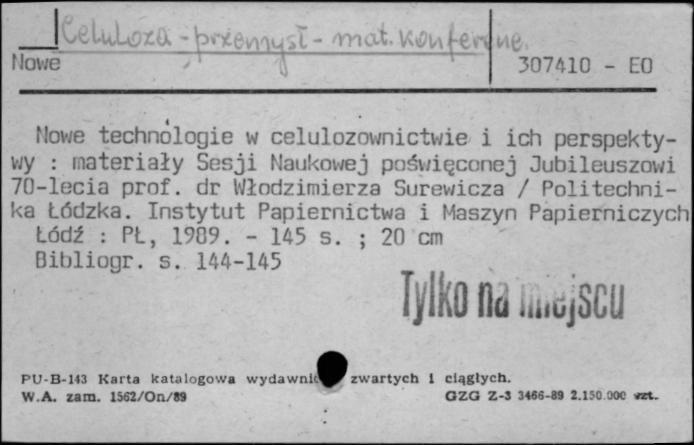 Celuloza - przemysł - mat. konferenc.
Nowe
307410 - EO
Nowe technologie w celulozownictwie i ich perspekty-
wy : materiały Sesji Naukowej poświęconej Jubileuszowi
70-lecia prof. dr Włodzimierza Surewicza / Politechni-
ka Łódzka. Instytut Papiernictwa i Maszyn Papierniczych
Łódź : PŁ, 1989. - 145 s. ; 20 cm
Bibliogr. s. 144-145
Tylko na miejscu
PU-B-143 Karta katalogowa wydawnic zwartych i ciągłych.
W.A. zam. 1562/On/89 GZG Z-3 3466-89 2.150.000 szt.